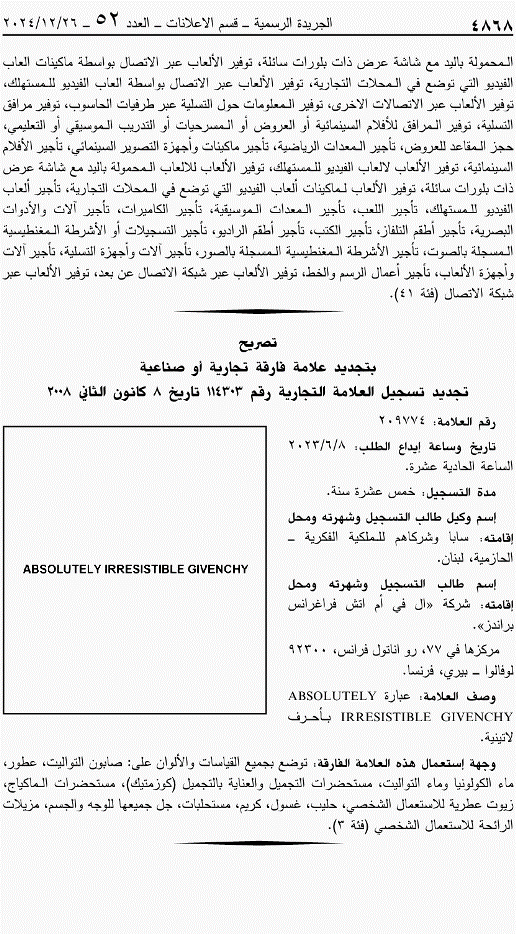 ٤٨٦٨
الجريدة الرسمية ـ قسم الاعلانات ـ العدد ٥٢ ـ ٢٠٢٤/١٢/٢٦
المحمولة باليد مع شاشة عرض ذات بلورات سائلة، توفير الألعاب عبر الاتصال بواسطة ماكينات العاب
الفيديو التي توضع في المحلات التجارية، توفير الألعاب عبر الاتصال بواسطة العاب الفيديو للمستهلك،
توفير الألعاب عبر الاتصالات الاخرى، توفير المعلومات حول التسلية عبر طرفيات الحاسوب، توفير مرافق
التسلية، توفير المرافق للأفلام السينمائية أو العروض أو المسرحيات أو التدريب الموسيقي أو التعليمي،
حجز المقاعد للعروض، تأجير المعدات الرياضية، تأجير ماكينات وأجهزة التصوير السينمائي، تأجير الأفلام
السينمائية، توفير الألعاب لالعاب الفيديو للمستهلك، توفير الألعاب للالعاب المحمولة باليد مع شاشة عرض
ذات بلورات سائلة، توفير الألعاب لماكينات ألعاب الفيديو التي توضع في المحلات التجارية، تأجير ألعاب
الفيديو للمستهلك، تأجير اللعب، تأجير المعدات الموسيقية، تأجير الكاميرات، تأجير آلات والأدوات
البصرية، تأجير أطقم التلفاز، تأجير الكتب، تأجير أطقم الراديو، تأجير التسجيلات أو الأشرطة المغنطيسية
المسجلة بالصوت، تأجير الأشرطة المغنطيسية المسجلة بالصور، تأجير آلات وأجهزة التسلية، تأجير آلات
وأجهزة الألعاب، تأجير أعمال الرسم والخط، توفير الألعاب عبر شبكة الاتصال عن بعد، توفير الألعاب عبر
شبكة الاتصال (فئة ٤١).
تصريح
بتجديد علامة فارقة تجارية أو صناعية
تجديد تسجيل العلامة التجارية رقم ١١٤٣٠٣ تاريخ ٨ كانون الثاني ٢٠٠٨
رقم العلامة: ٢٠٩٧٧٤
تاريخ وساعة إيداع الطلب: ٢٠٢٣/٦/٨
الساعة الحادية عشرة.
مدة التسجيل: خمس عشرة سنة.
إسم وكيل طالب التسجيل وشهرته ومحل
إقامته: سابا وشركاهم للملكية الفكرية ـ
الحازمية، لبنان.
إسم طالب التسجيل وشهرته ومحل
إقامته: شركة «ال في أم اتش فراغرانس
براندز».
مركزها في ٧٧، رو اناتول فرانس، ٩٢٣٠٠
لوفالوا ـ بيري، فرنسا.
وصف العلامة: عبارة ABSOLUTELY
IRRESISTIBLE GIVENCHY بأحرف
لاتينية.
ABSOLUTELY IRRESISTIBLE GIVENCHY
وجهة إستعمال هذه العلامة الفارقة: توضع بجميع القياسات والألوان على: صابون التواليت، عطور،
ماء الكولونيا وماء التواليت، مستحضرات التجميل والعناية بالتجميل (كوزمتيك)، مستحضرات الماكياج،
زيوت عطرية للاستعمال الشخصي، حليب، غسول، كريم، مستحلبات، جل جميعها للوجه والجسم، مزيلات
الرائحة للاستعمال الشخصي (فئة ٣).